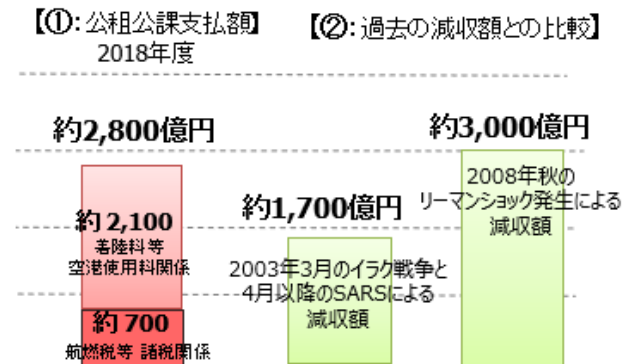 【①：公租公課支払額】
2018年度
【②：過去の減収額との比較】
約2,800億円
約2,100
着陸料等
空港使用料関係
約700
航燃税等 諸税関係
約1,700億円
2003年3月のイラク戦争と
4月以降のSARSによる
減収額
約3,000億円
2008年秋の
リーマンショック発生による
減収額